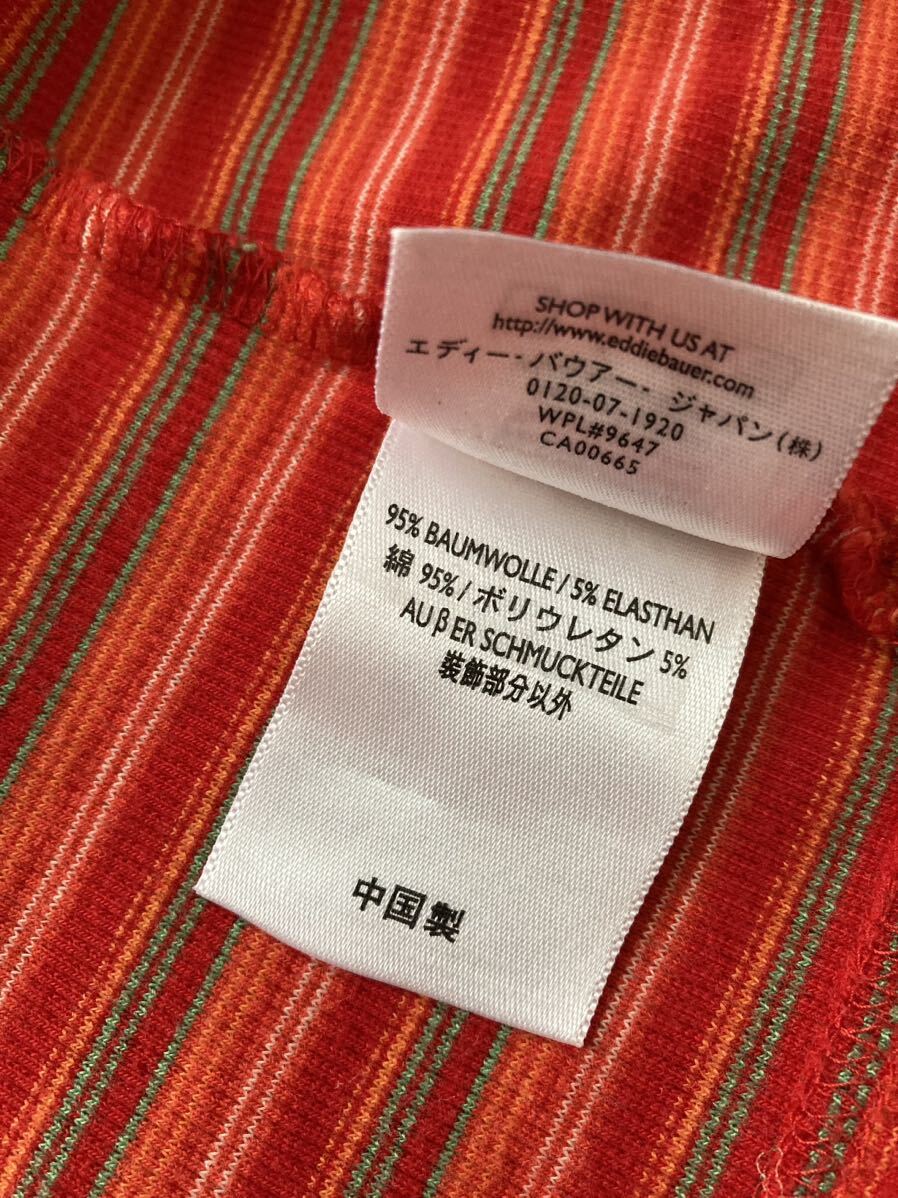 SHOP WITH US AT
http://www.eddiebauer.com
エディー・バウアー・ジャパン(株)
0120-07-1920
WPL#9647
CA00665
95% BAUMWOLLE / 5% ELASTHAN
綿 95% / ポリウレタン 5%
AUβER SCHMUCKTEILE
装飾部分以外
中国製